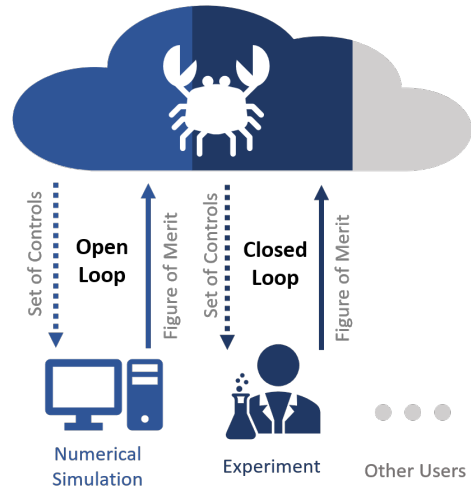 Set of Controls
Open
Loop
Figure of Merit
Set of Controls
Closed
Loop
Figure of Merit
Numerical
Simulation
Experiment
Other Users